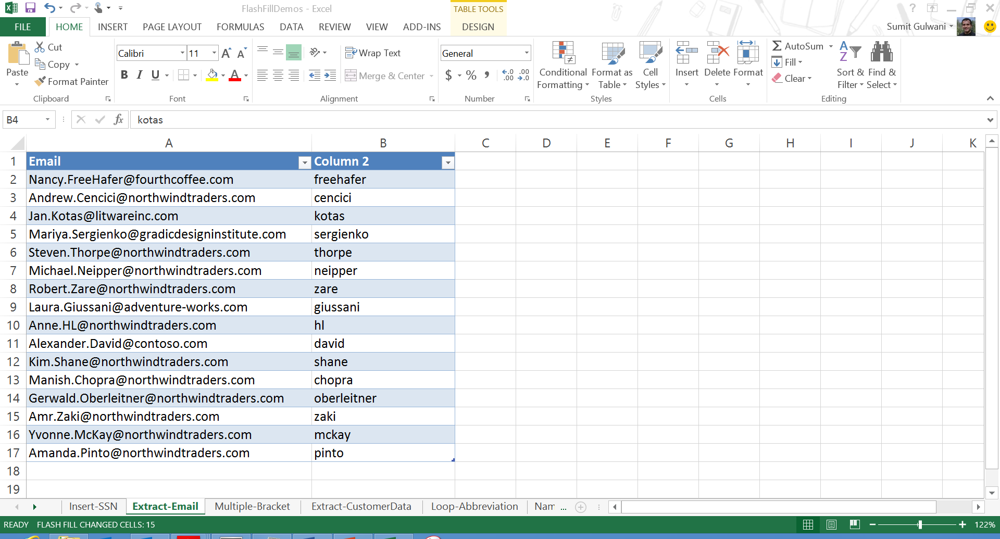 FlashFillDemos - Excel
TABLE TOOLS
?
FILE HOME INSERT PAGE LAYOUT FORMULAS DATA REVIEW VIEW ADD-INS DESIGN Sumit Gulwani
Paste
Cut
Copy
Format Painter
Clipboard
Calibri 11 A A
B I U A
Font
Wrap Text
Merge & Center
Alignment
General
$ % , ←.0 .00 .00 →.0
Number
Conditional Formatting
Format as Table
Cell Styles
Styles
Insert Delete Format
Cells
Σ AutoSum
Fill
Clear
A Z
Sort & Filter
Find & Select
Editing
B4 fx kotas
A B C D E F G H I J K
1 Email Column 2
2 Nancy.FreeHafer@fourthcoffee.com freehafer
3 Andrew.Cencici@northwindtraders.com cencici
4 Jan.Kotas@litwareinc.com kotas
5 Mariya.Sergienko@gradicdesigninstitute.com sergienko
6 Steven.Thorpe@northwindtraders.com thorpe
7 Michael.Neipper@northwindtraders.com neipper
8 Robert.Zare@northwindtraders.com zare
9 Laura.Giussani@adventure-works.com giussani
10 Anne.HL@northwindtraders.com hl
11 Alexander.David@contoso.com david
12 Kim.Shane@northwindtraders.com shane
13 Manish.Chopra@northwindtraders.com chopra
14 Gerwald.Oberleitner@northwindtraders.com oberleitner
15 Amr.Zaki@northwindtraders.com zaki
16 Yvonne.McKay@northwindtraders.com mckay
17 Amanda.Pinto@northwindtraders.com pinto
18
19
Insert-SSN Extract-Email Multiple-Bracket Extract-CustomerData Loop-Abbreviation Nam ...
READY FLASH FILL CHANGED CELLS: 15 122%